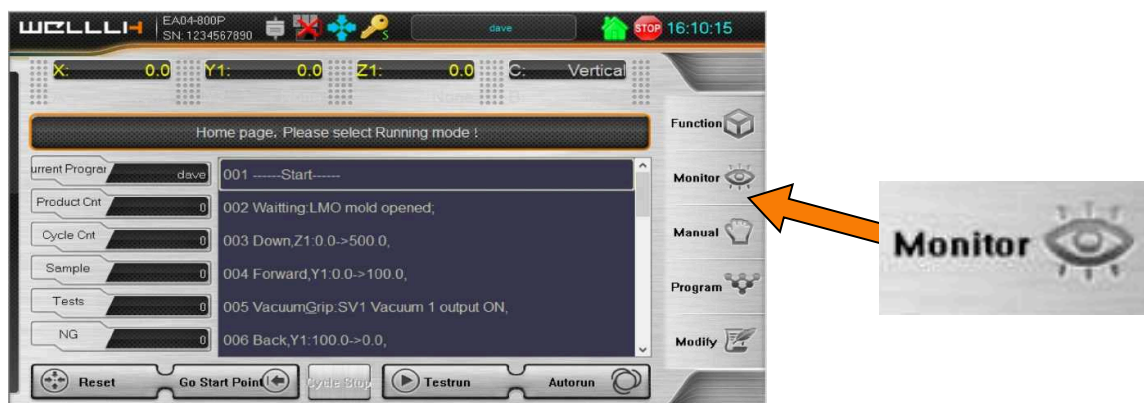 WELLLI
EA04-800P
SN: 1234567890
S
dave
STOP
16:10:15
X: 0.0
Y1: 0.0
Z1: 0.0
C: Vertical
Home page. Please select Running mode !
urrent Prograr dave
Product Cnt 0
Cycle Cnt 0
Sample 0
Tests 0
NG 0
001 ------Start------
002 Waitting:LMO mold opened;
003 Down,Z1:0.0->500.0,
004 Forward,Y1:0.0->100.0,
005 VacuumGrip:SV1 Vacuum 1 output ON,
006 Back,Y1:100.0->0.0,
Function
Monitor
Manual
Program
Modify
Reset
Go Start Point
Cycle Stop
Testrun
Autorun
Monitor